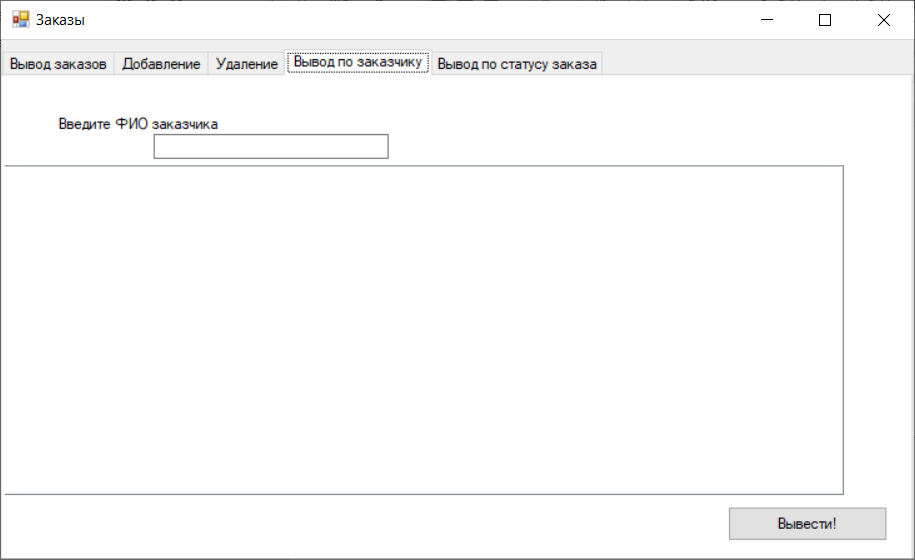 Заказы
Вывод заказов Добавление Удаление Вывод по заказчику Вывод по статусу заказа
Введите ФИО заказчика
Вывести!